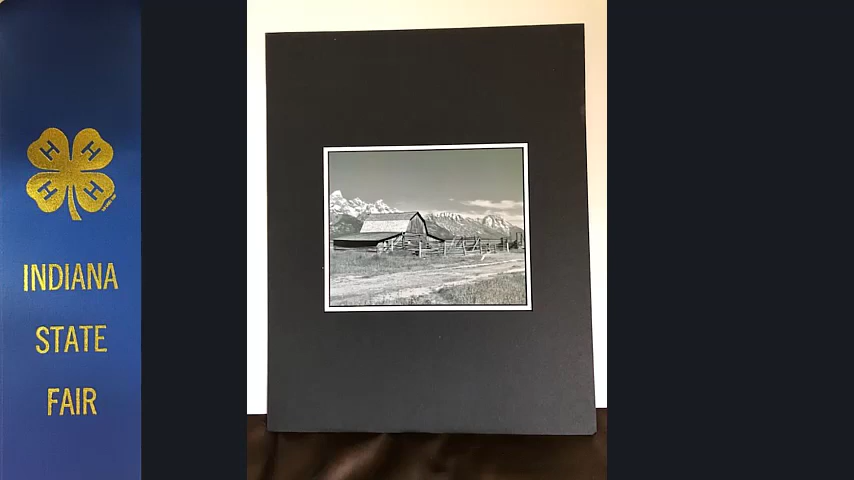 H H
H H
INDIANA
STATE
FAIR